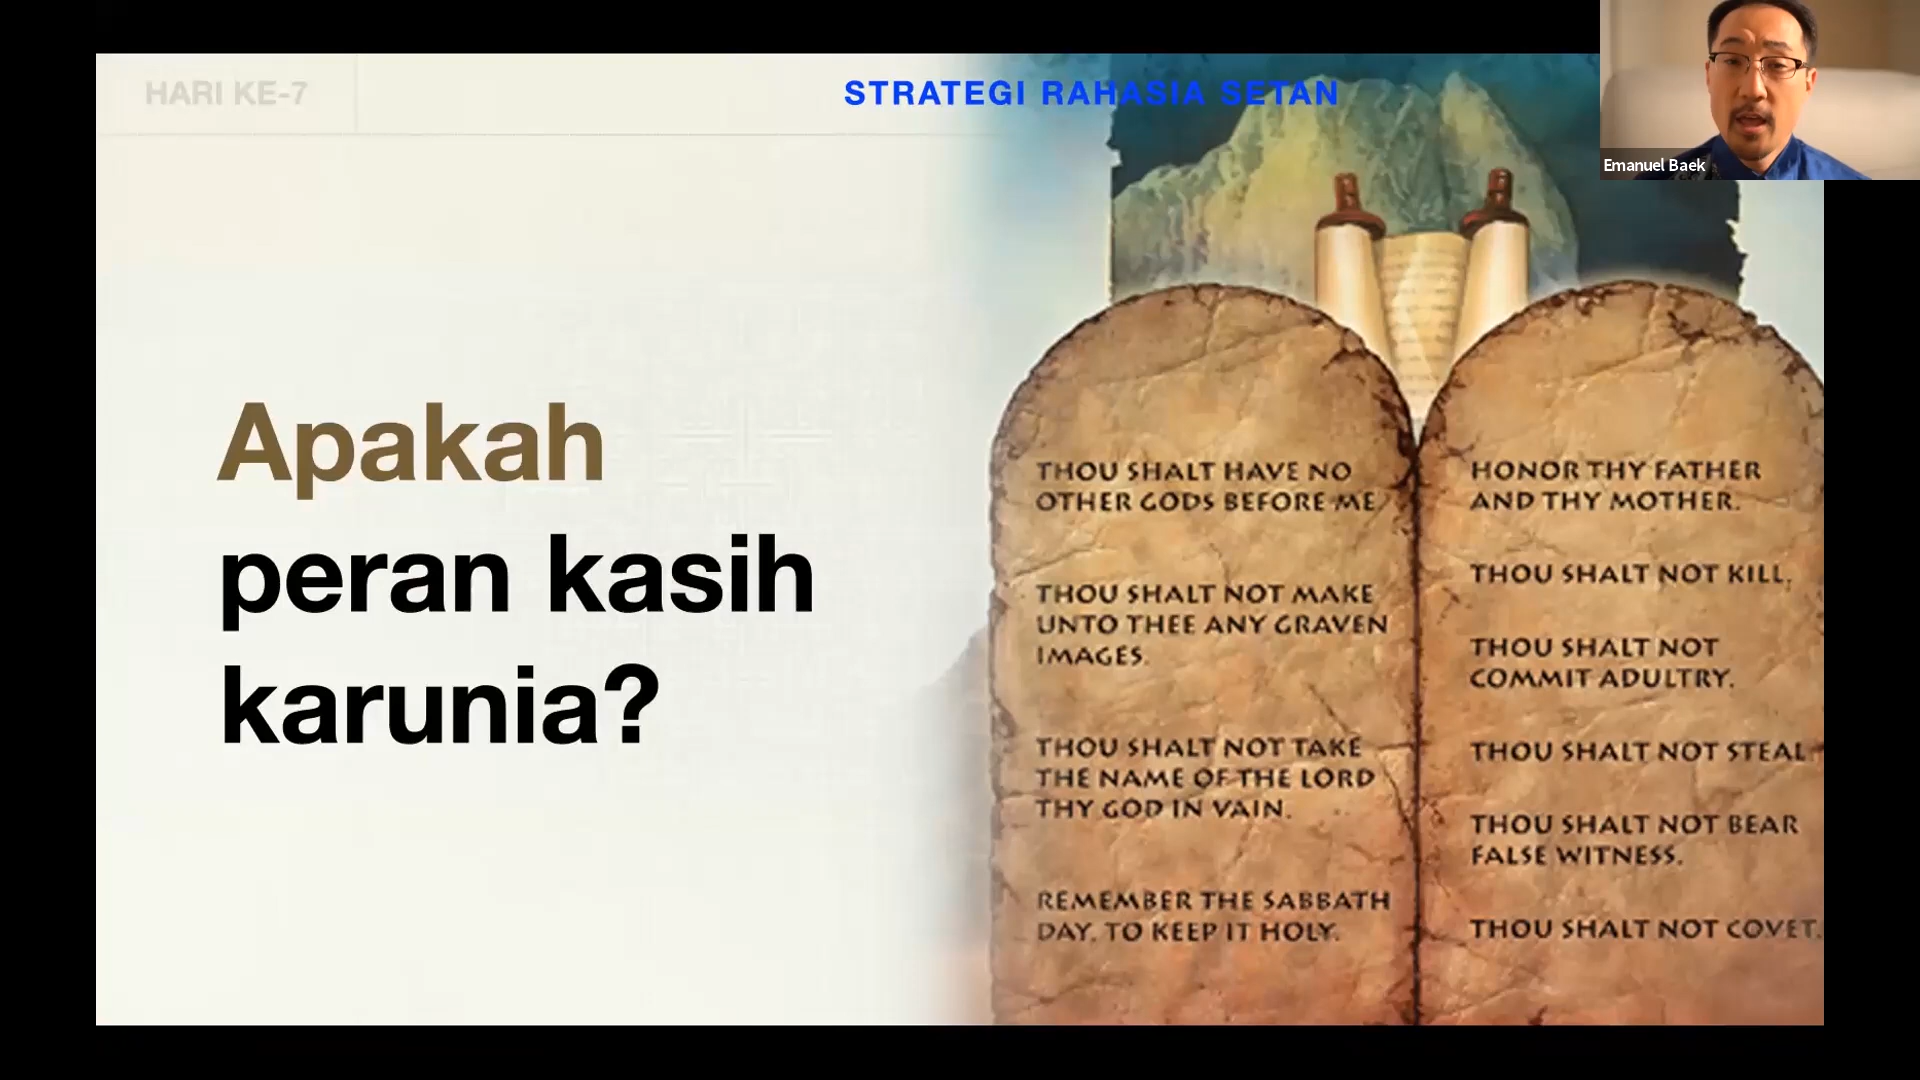 HARI KE-7
STRATEGI RAHASIA SETAN
Emanuel Baek
Apakah
peran kasih
karunia?
THOU SHALT HAVE NO
OTHER GODS BEFORE ME
THOU SHALT NOT MAKE
UNTO THEE ANY GRAVEN
IMAGES.
THOU SHALT NOT TAKE
THE NAME OF THE LORD
THY GOD IN VAIN.
REMEMBER THE SABBATH
DAY, TO KEEP IT HOLY.
HONOR THY FATHER
AND THY MOTHER.
THOU SHALT NOT KILL.
THOU SHALT NOT
COMMIT ADULTRY.
THOU SHALT NOT STEAL
THOU SHALT NOT BEAR
FALSE WITNESS.
THOU SHALT NOT COVET.